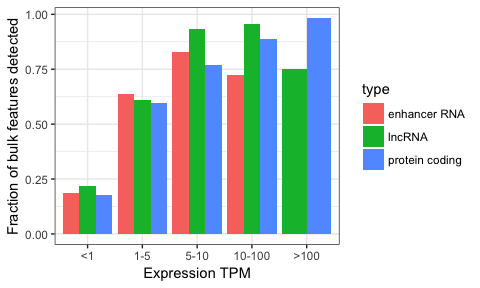 Fraction of bulk features detected
1.00
0.75
0.50
0.25
0.00
<1
1-5
5-10
10-100
>100
Expression TPM
type
enhancer RNA
lncRNA
protein coding